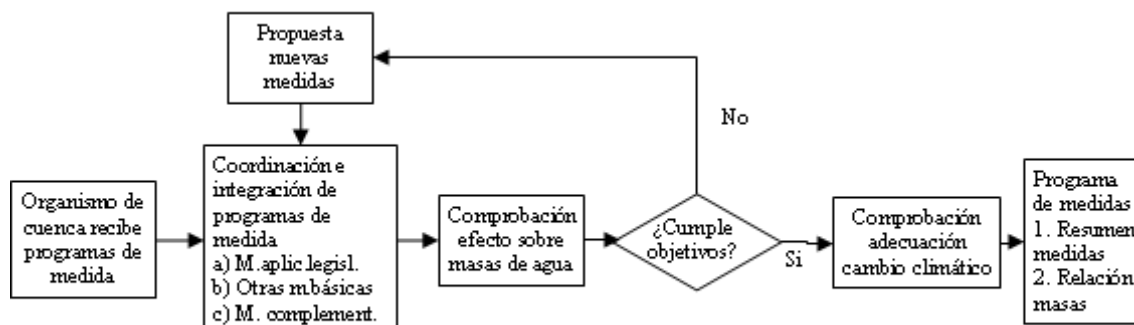 Propuesta
nuevas
medidas
No
Organismo de
cuenca recibe
programas de
medida
Coordinación e
integración de
programas de
medida
a) M.aplic.legisl.
b) Otras m.básicas
c) M. complement.
Comprobación
efecto sobre
masas de agua
¿Cumple
objetivos?
Si
Comprobación
adecuación
cambio climático
Programa
de medidas
1. Resumen
medidas
2. Relación
masas